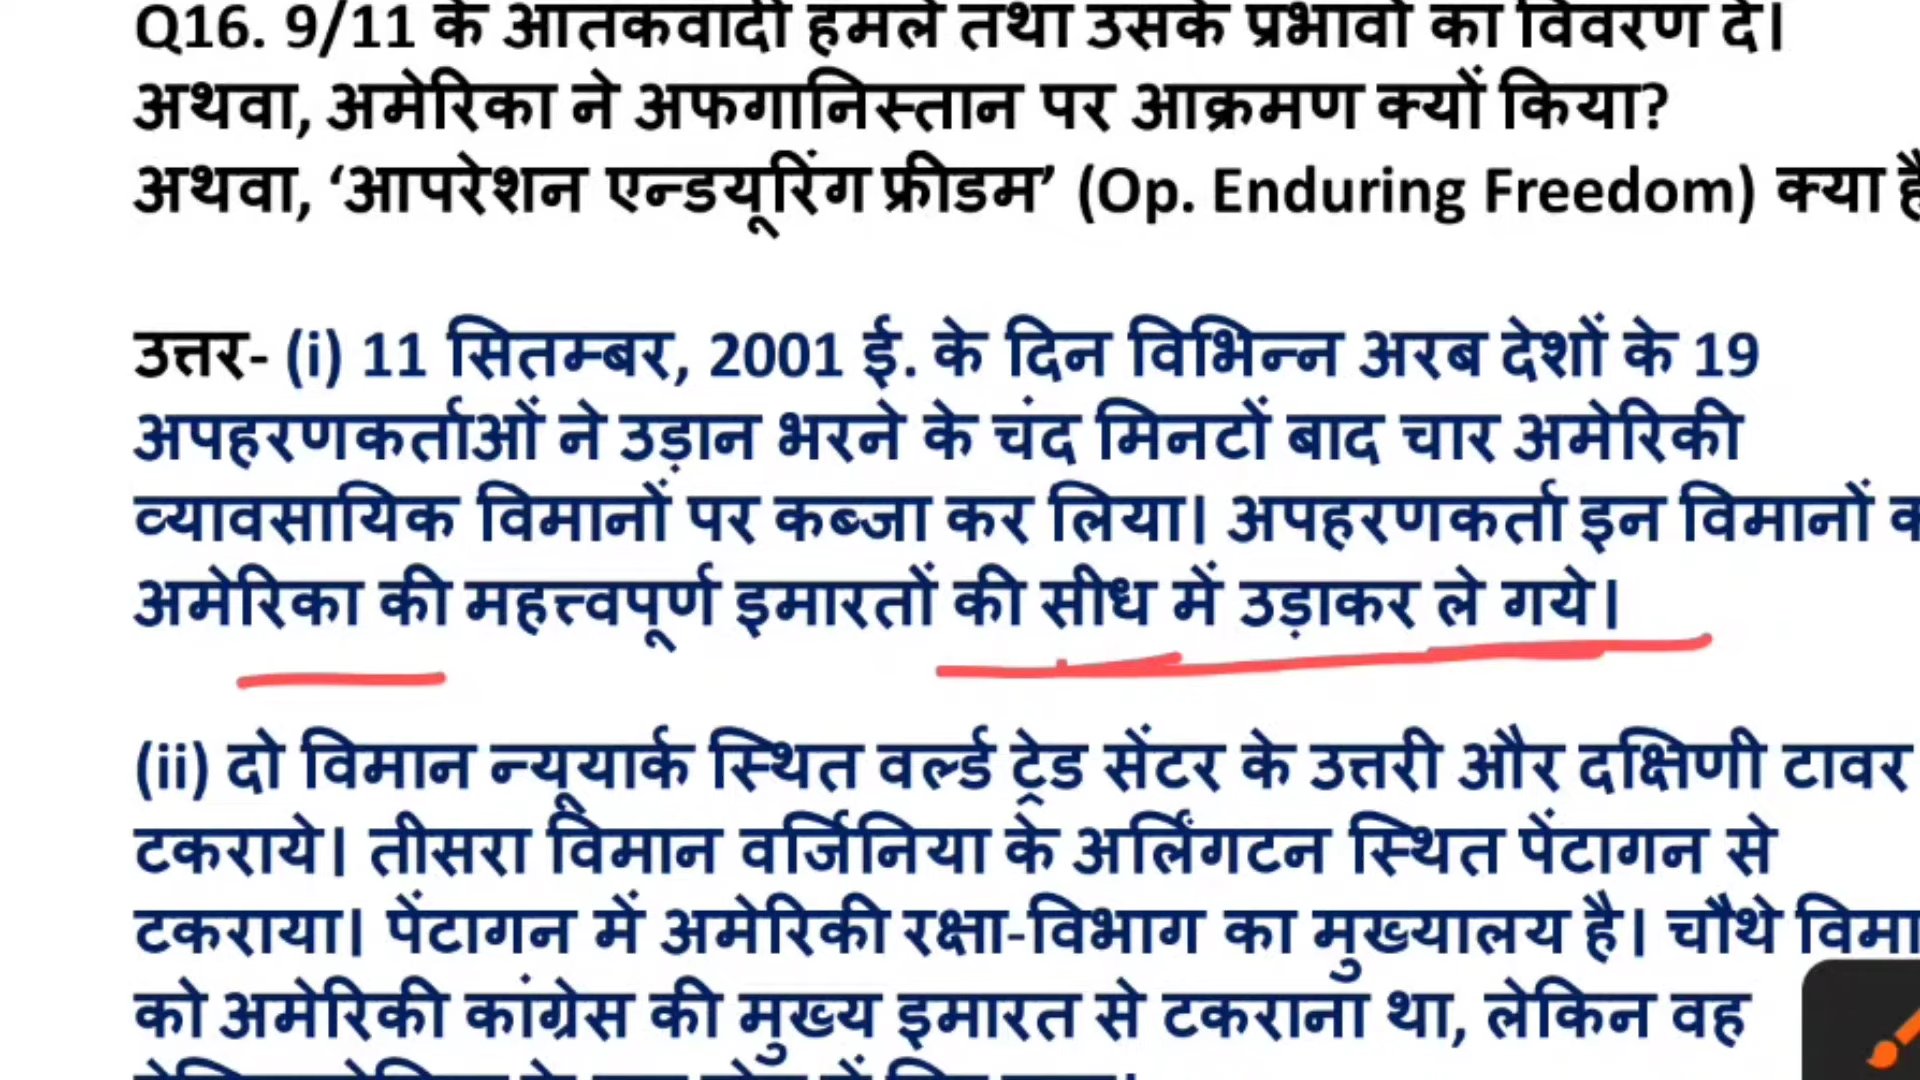 Q16. 9/11 के आतंकवादी हमले तथा उसके प्रभावों का विवरण दें।
अथवा, अमेरिका ने अफगानिस्तान पर आक्रमण क्यों किया?
अथवा, ‘आपरेशन एन्डयूरिंग फ्रीडम’ (Op. Enduring Freedom) क्या है
उत्तर- (i) 11 सितम्बर, 2001 ई. के दिन विभिन्न अरब देशों के 19
अपहरणकर्ताओं ने उड़ान भरने के चंद मिनटों बाद चार अमेरिकी
व्यावसायिक विमानों पर कब्जा कर लिया। अपहरणकर्ता इन विमानों
अमेरिका की महत्त्वपूर्ण इमारतों की सीध में उड़ाकर ले गये।
(ii) दो विमान न्यूयार्क स्थित वर्ल्ड ट्रेड सेंटर के उत्तरी और दक्षिणी टावर
टकराये। तीसरा विमान वर्जिनिया के अर्लिंगटन स्थित पेंटागन से
टकराया। पेंटागन में अमेरिकी रक्षा-विभाग का मुख्यालय है। चौथे विमा
को अमेरिकी कांग्रेस की मुख्य इमारत से टकराना था, लेकिन वह